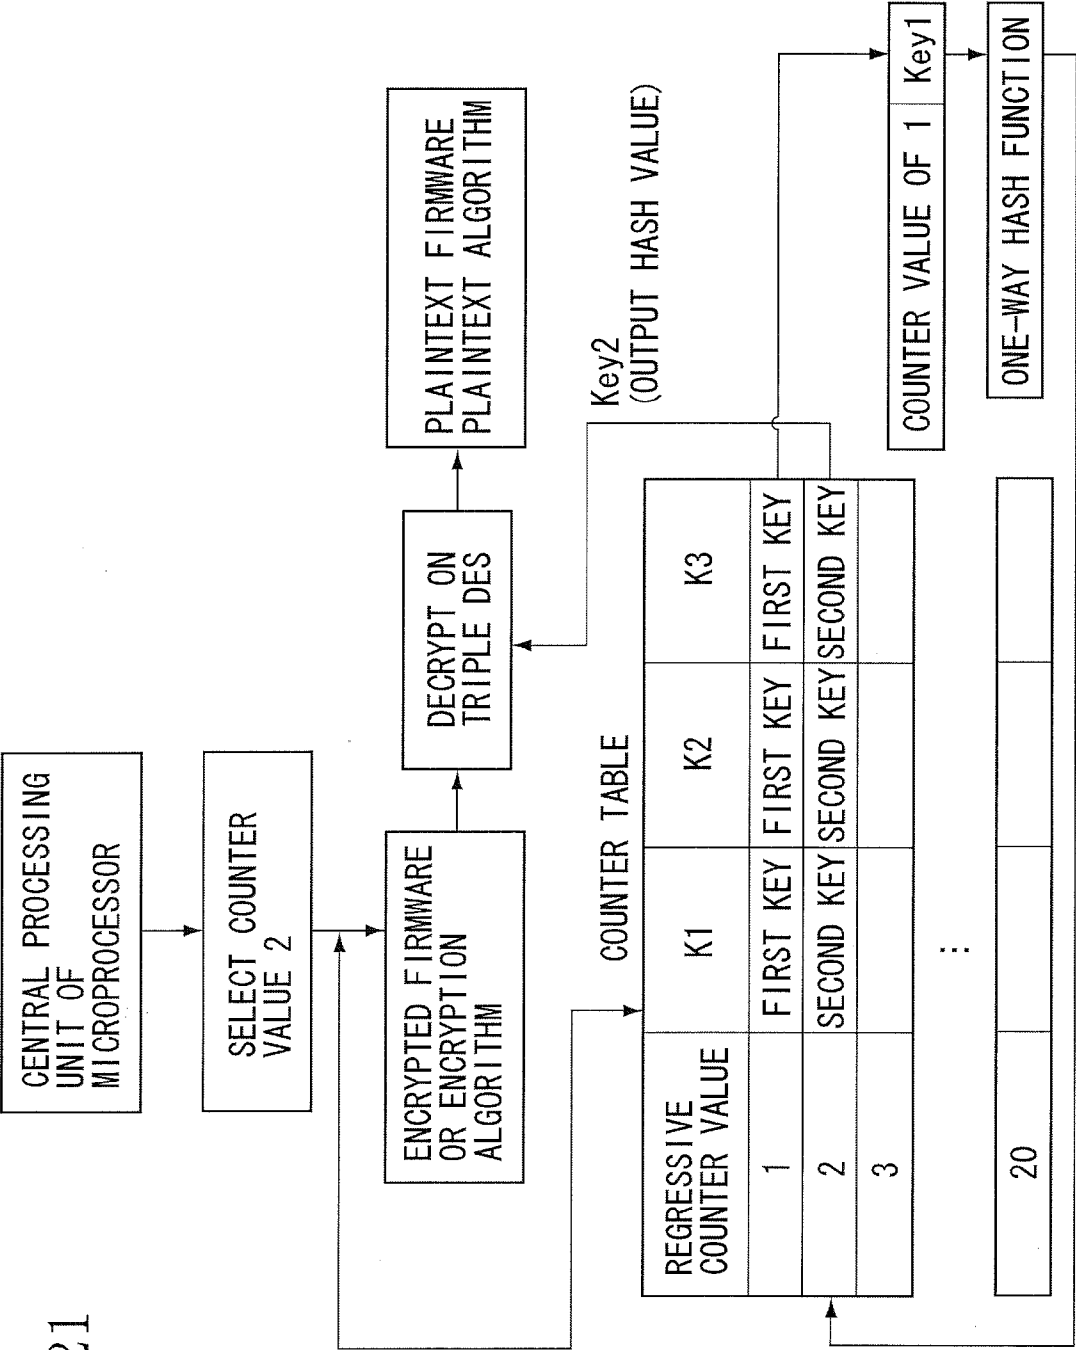 21
CENTRAL PROCESSING
UNIT OF
MICROPROCESSOR
SELECT COUNTER
VALUE 2
ENCRYPTED FIRMWARE
OR ENCRYPTION
ALGORITHM
DECRYPT ON
TRIPLE DES
PLAINTEXT FIRMWARE
PLAINTEXT ALGORITHM
Key2
(OUTPUT HASH VALUE)
COUNTER TABLE
REGRESSIVE
COUNTER VALUE
K1
K2
K3
1
FIRST KEY
FIRST KEY
FIRST KEY
2
SECOND KEY
SECOND KEY
SECOND KEY
3
...
20
COUNTER VALUE OF 1
Key1
ONE-WAY HASH FUNCTION